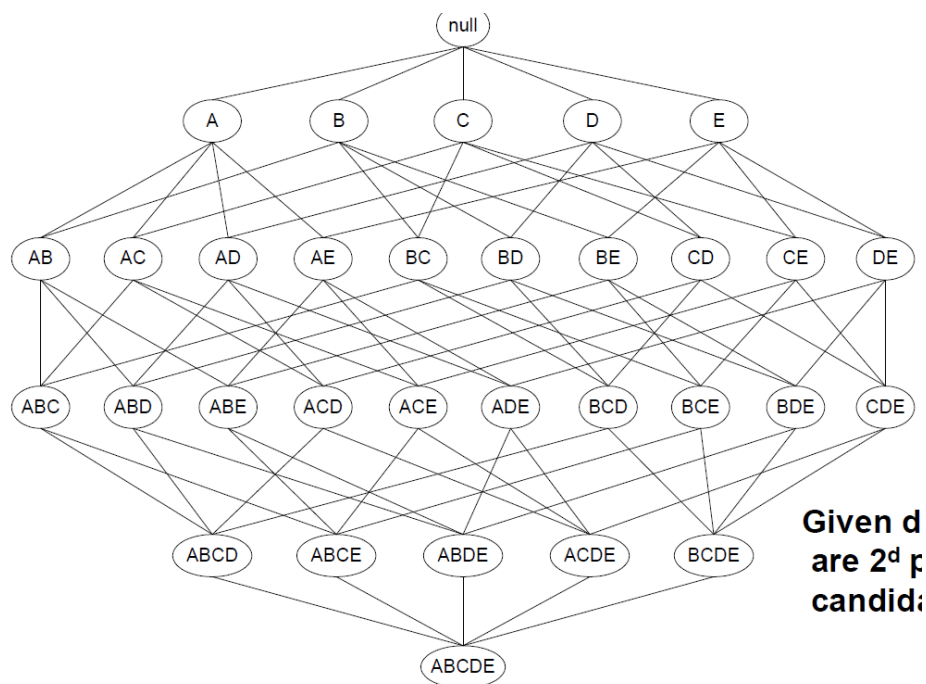 null
A B C D E
AB AC AD AE BC BD BE CD CE DE
ABC ABD ABE ACD ACE ADE BCD BCE BDE CDE
ABCD ABCE ABDE ACDE BCDE
Given d
are 2ᵈ p
candida
ABCDE